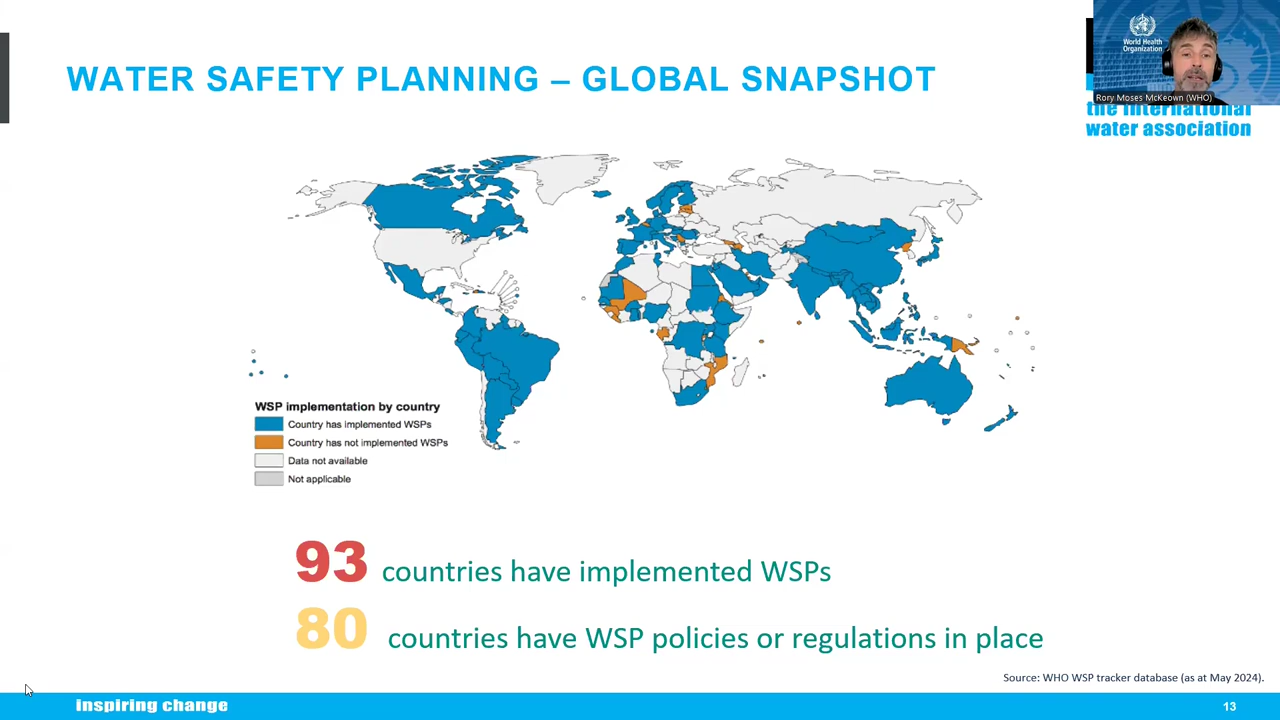 World Health
Organization
Rory Moses McKeown (WHO)
WATER SAFETY PLANNING – GLOBAL SNAPSHOT
the international
water association
WSP implementation by country
Country has implemented WSPs
Country has not implemented WSPs
Data not available
Not applicable
93 countries have implemented WSPs
80 countries have WSP policies or regulations in place
Source: WHO WSP tracker database (as at May 2024).
inspiring change
13